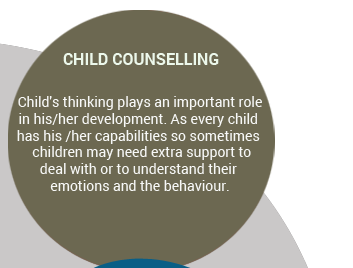 CHILD COUNSELLING
Child's thinking plays an important role
in his/her development. As every child
has his /her capabilities so sometimes
children may need extra support to
deal with or to understand their
emotions and the behaviour.